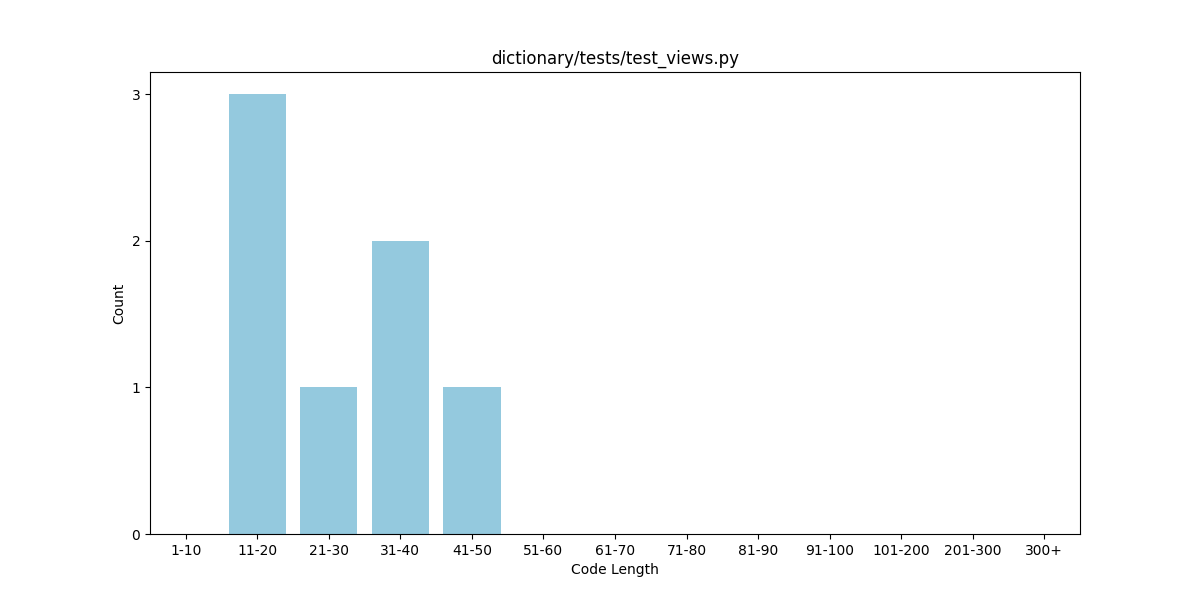 dictionary/tests/test_views.py
3
2
1
0
Count
1-10 11-20 21-30 31-40 41-50 51-60 61-70 71-80 81-90 91-100 101-200 201-300 300+
Code Length